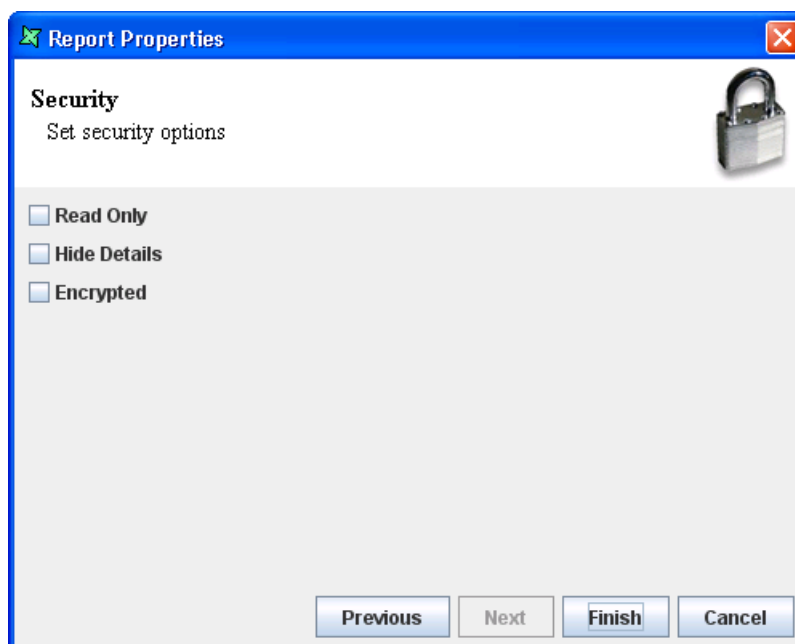 Report Properties
Security
Set security options
Read Only
Hide Details
Encrypted
Previous Next Finish Cancel